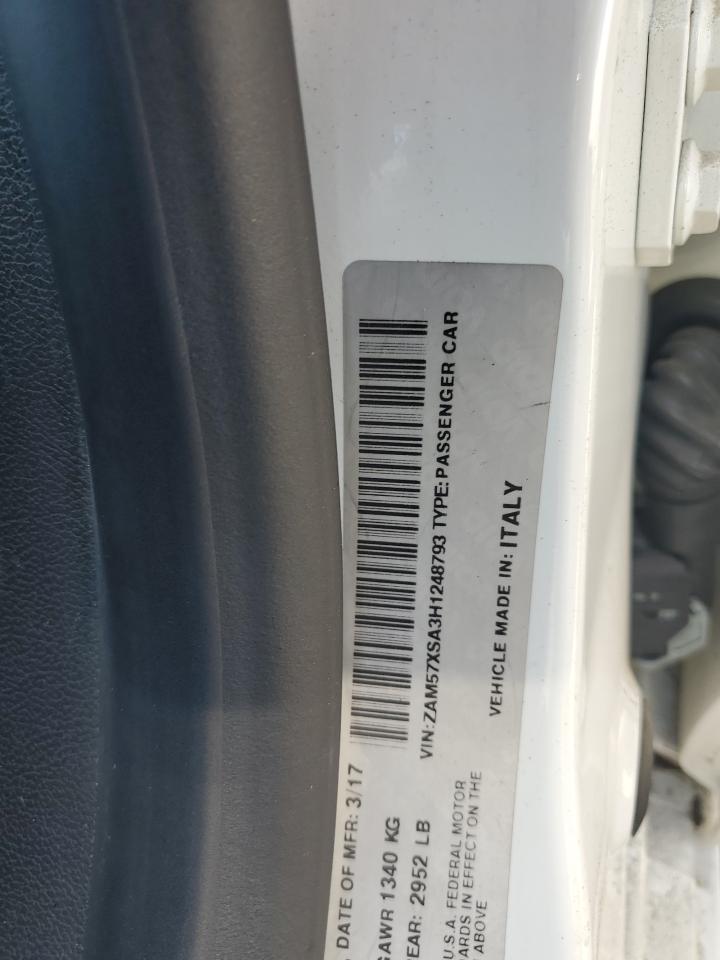 DATE OF MFR: 3/17
GAWR 1340 KG
REAR: 2952 LB
U.S.A. FEDERAL MOTOR
ARDS IN EFFECT ON THE
ABOVE
VIN:ZAM57XSA3H1248793 TYPE:PASSENGER CAR
VEHICLE MADE IN: ITALY